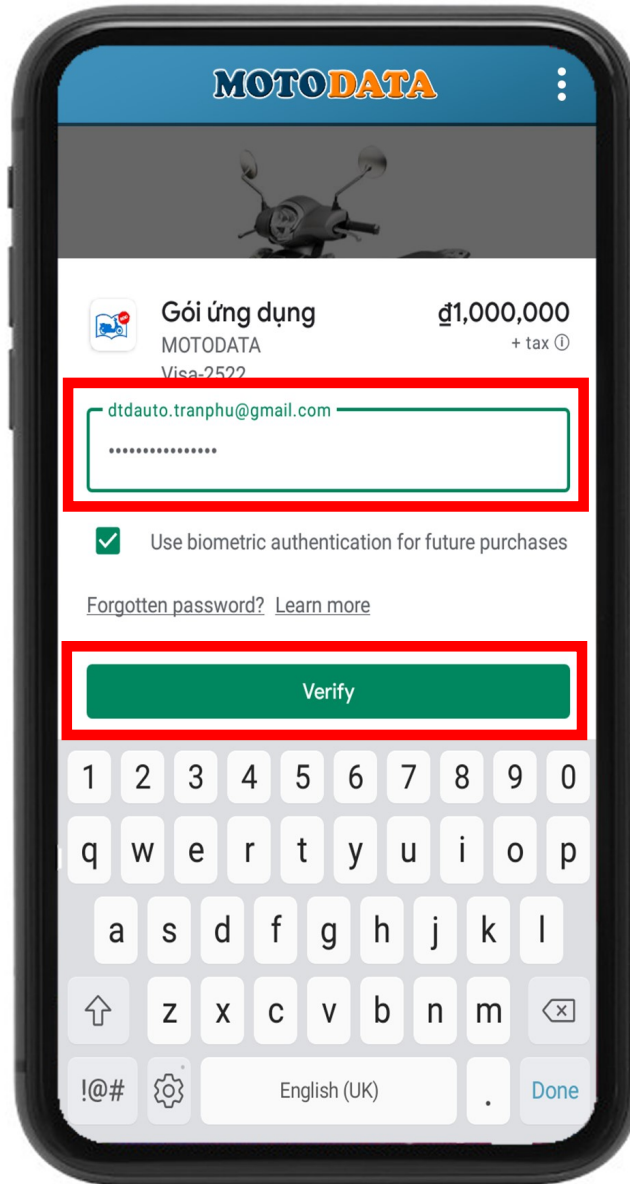 MOTODATA
Gói ứng dụng ₫1,000,000
MOTODATA + tax
Visa-2522
dtdauto.tranphu@gmail.com
••••••••••••••••
Use biometric authentication for future purchases
Forgotten password? Learn more
Verify
1 2 3 4 5 6 7 8 9 0
q w e r t y u i o p
a s d f g h j k l
z x c v b n m
!@# English (UK) . Done